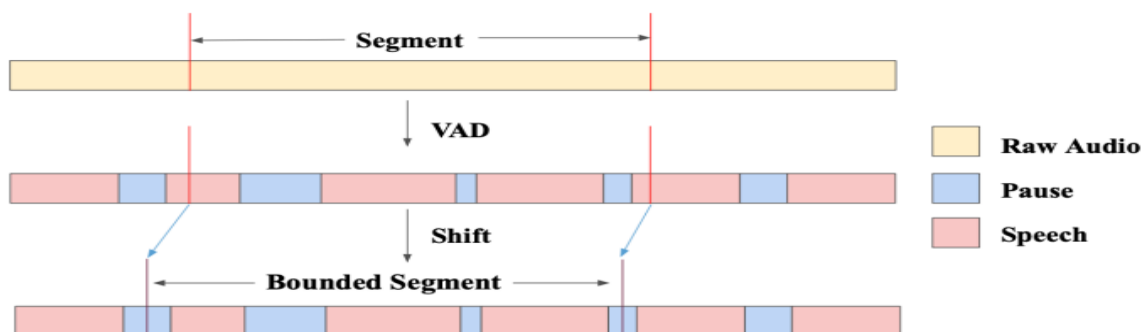 Segment
VAD
Raw Audio
Pause
Shift
Speech
Bounded Segment